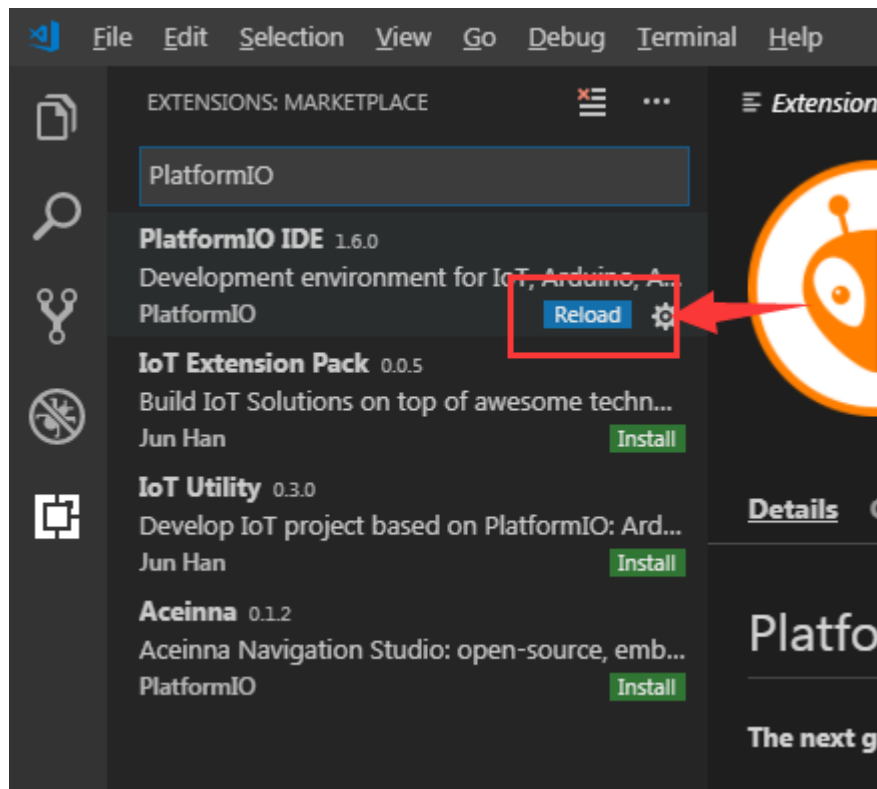 File Edit Selection View Go Debug Terminal Help
EXTENSIONS: MARKETPLACE
PlatformIO
PlatformIO IDE 1.6.0
Development environment for IoT, Arduino, A...
PlatformIO Reload
IoT Extension Pack 0.0.5
Build IoT Solutions on top of awesome techn...
Jun Han Install
IoT Utility 0.3.0
Develop IoT project based on PlatformIO: Ard...
Jun Han Install
Aceinna 0.1.2
Aceinna Navigation Studio: open-source, emb...
PlatformIO Install
Extension
Details
Platfo
The next g